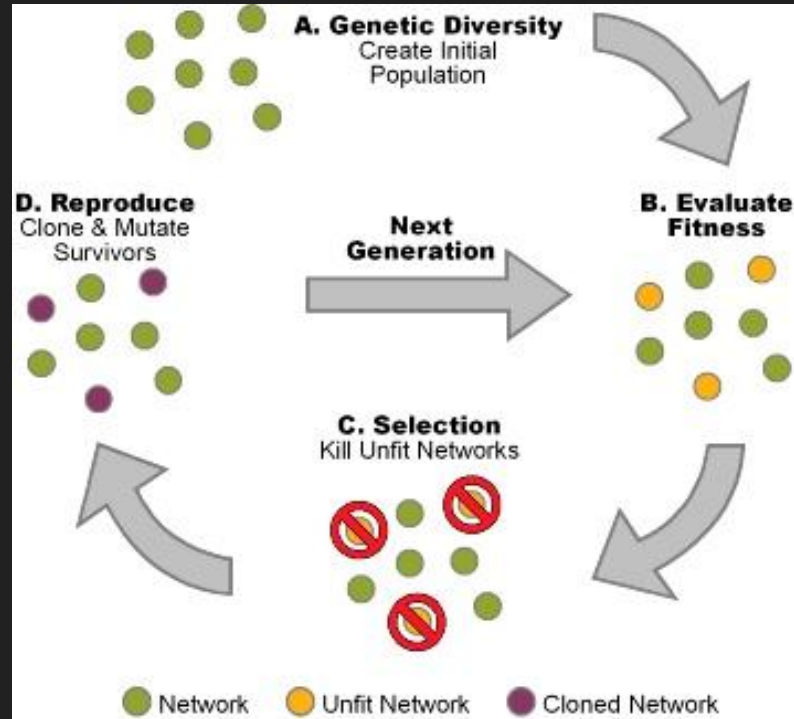 A. Genetic Diversity
Create Initial
Population
D. Reproduce
Clone & Mutate
Survivors
Next
Generation
B. Evaluate
Fitness
C. Selection
Kill Unfit Networks
Network
Unfit Network
Cloned Network